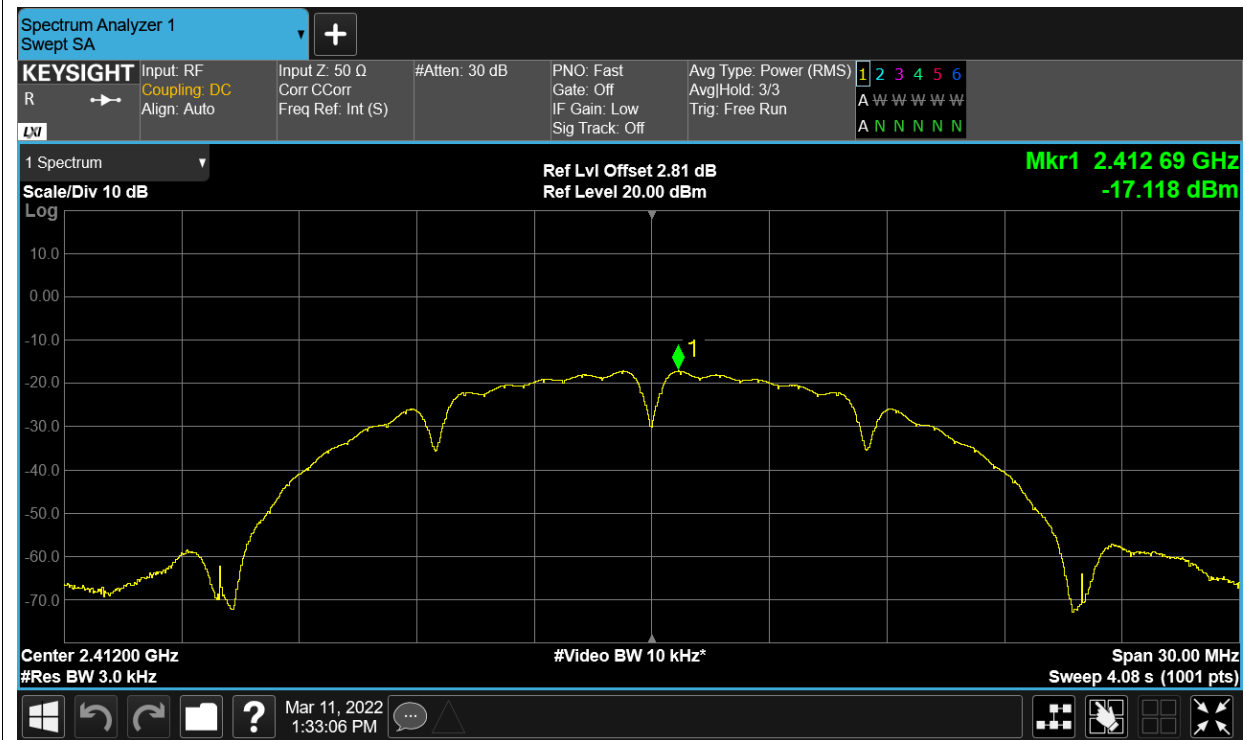 Spectrum Analyzer 1
Swept SA
KEYSIGHT
R
LXI
Input: RF
Coupling: DC
Align: Auto
Input Z: 50 Ω
Corr CCorr
Freq Ref: Int (S)
#Atten: 30 dB
PNO: Fast
Gate: Off
IF Gain: Low
Sig Track: Off
Avg Type: Power (RMS)
Avg|Hold: 3/3
Trig: Free Run
1 2 3 4 5 6
A W W W W W
A N N N N N
1 Spectrum
Scale/Div 10 dB
Ref Lvl Offset 2.81 dB
Ref Level 20.00 dBm
Mkr1 2.412 69 GHz
-17.118 dBm
Log
10.0
0.00
-10.0
-20.0
-30.0
-40.0
-50.0
-60.0
-70.0
1
Center 2.41200 GHz
#Res BW 3.0 kHz
#Video BW 10 kHz*
Span 30.00 MHz
Sweep 4.08 s (1001 pts)
?
Mar 11, 2022
1:33:06 PM